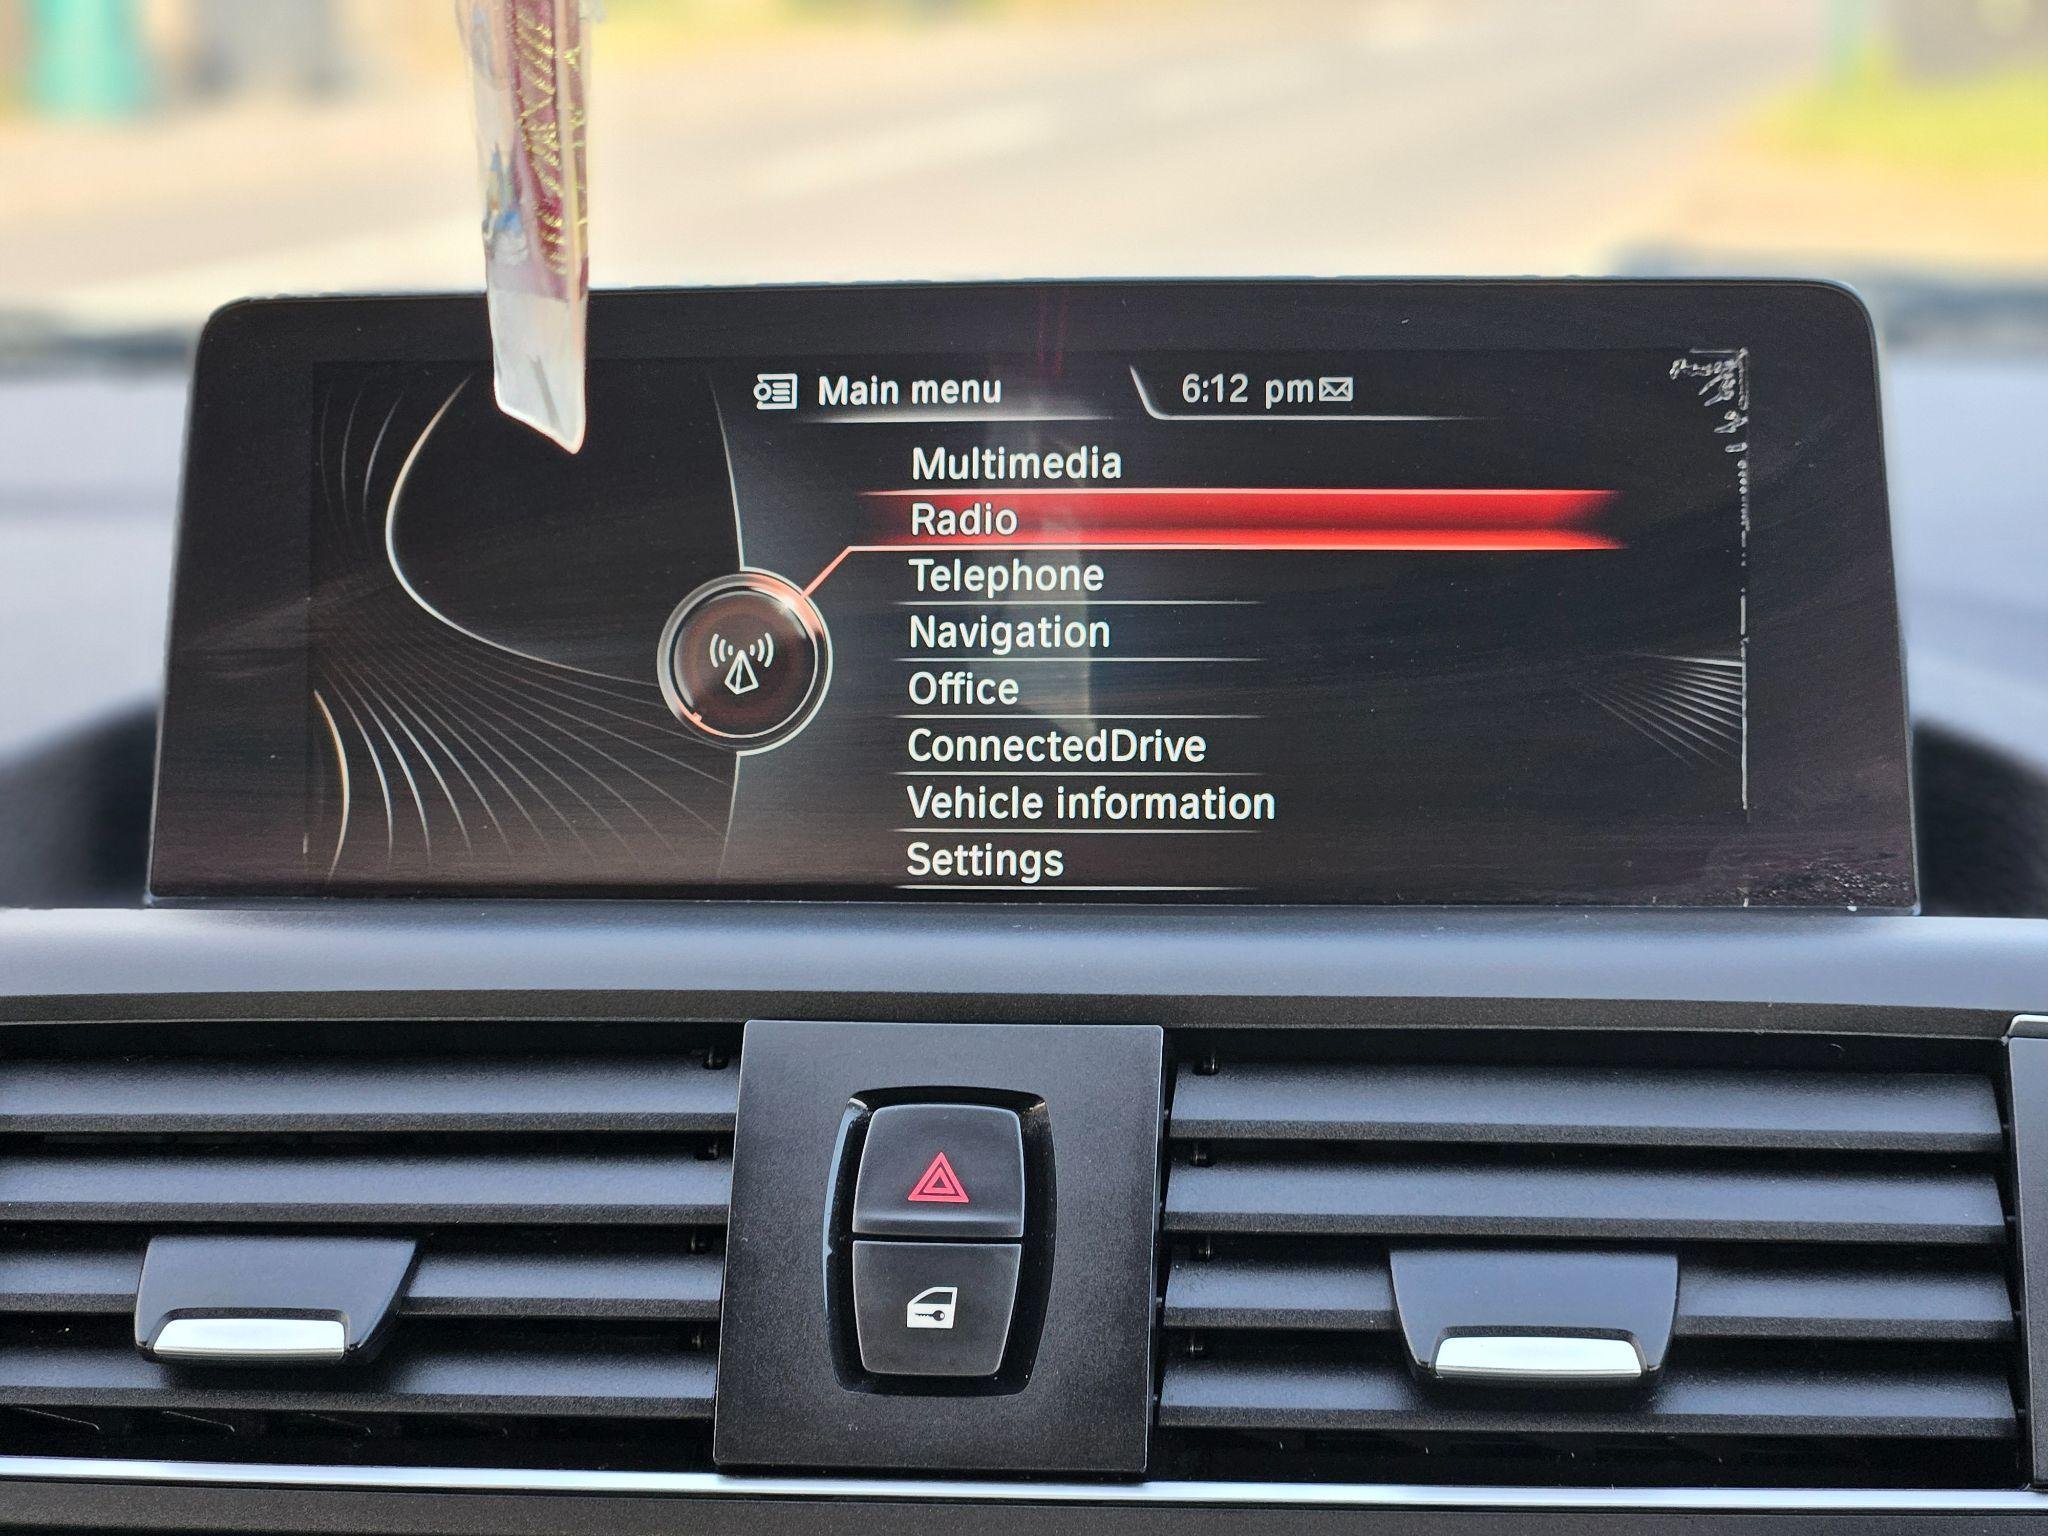 Main menu
6:12 pm
Multimedia
Radio
Telephone
Navigation
Office
ConnectedDrive
Vehicle information
Settings